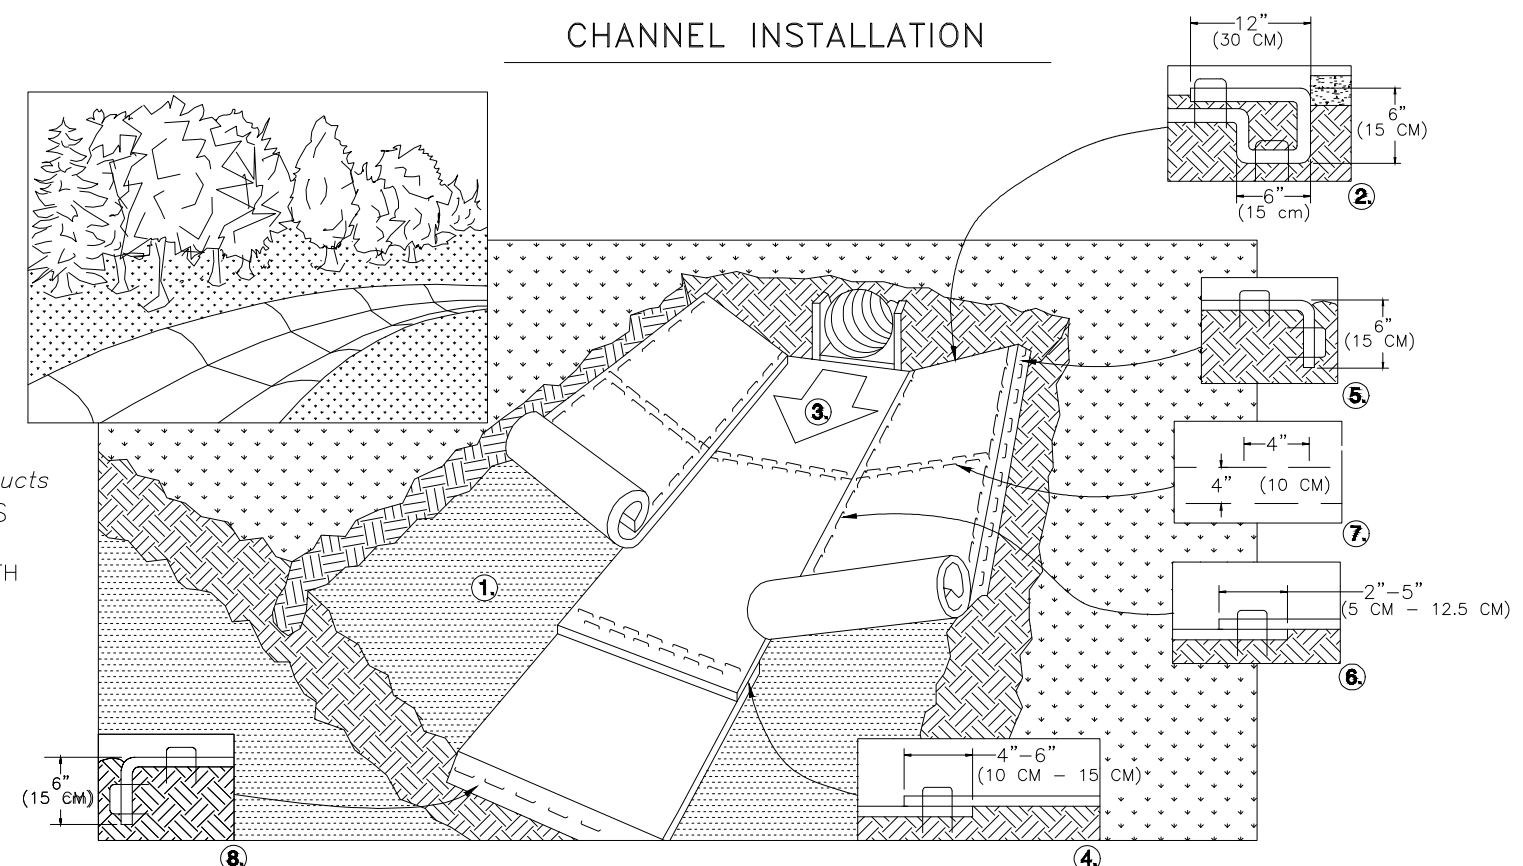 CHANNEL INSTALLATION
12"
(30 CM)
6"
(15 CM)
6"
(15 cm)
2.
6"
(15 CM)
5.
3.
4"
4"
(10 CM)
7.
ucts
S
TH
1.
2"-5"
(5 CM - 12.5 CM)
6.
6"
(15 CM)
8.
4"-6"
(10 CM - 15 CM)
4.